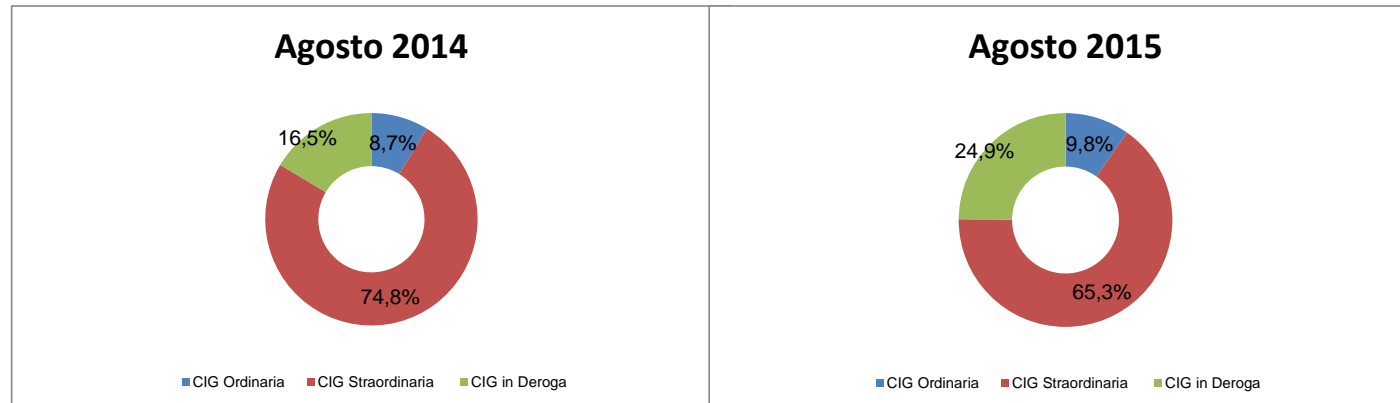 Agosto 2014
16,5%
8,7%
74,8%
CIG Ordinaria CIG Straordinaria CIG in Deroga
Agosto 2015
24,9%
9,8%
65,3%
CIG Ordinaria CIG Straordinaria CIG in Deroga